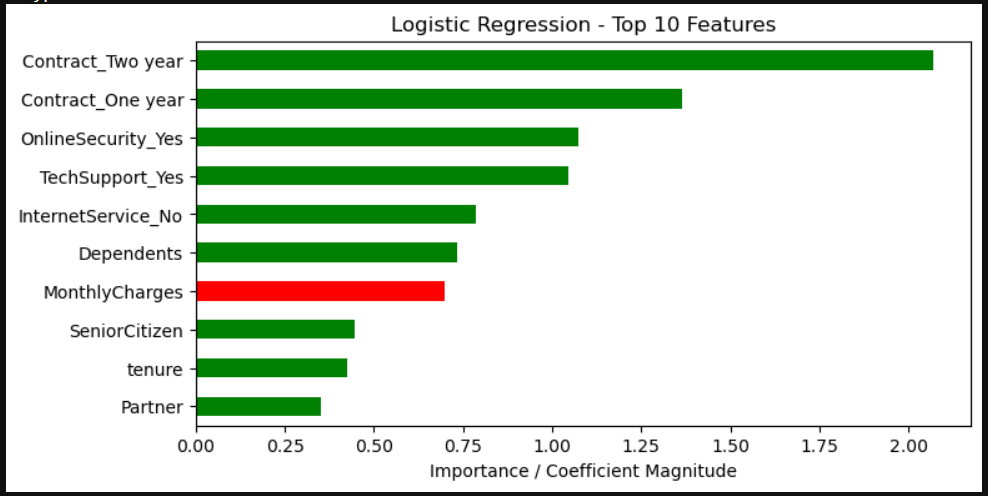 Logistic Regression - Top 10 Features
Contract_Two year
Contract_One year
OnlineSecurity_Yes
TechSupport_Yes
InternetService_No
Dependents
MonthlyCharges
SeniorCitizen
tenure
Partner
0.00 0.25 0.50 0.75 1.00 1.25 1.50 1.75 2.00
Importance / Coefficient Magnitude